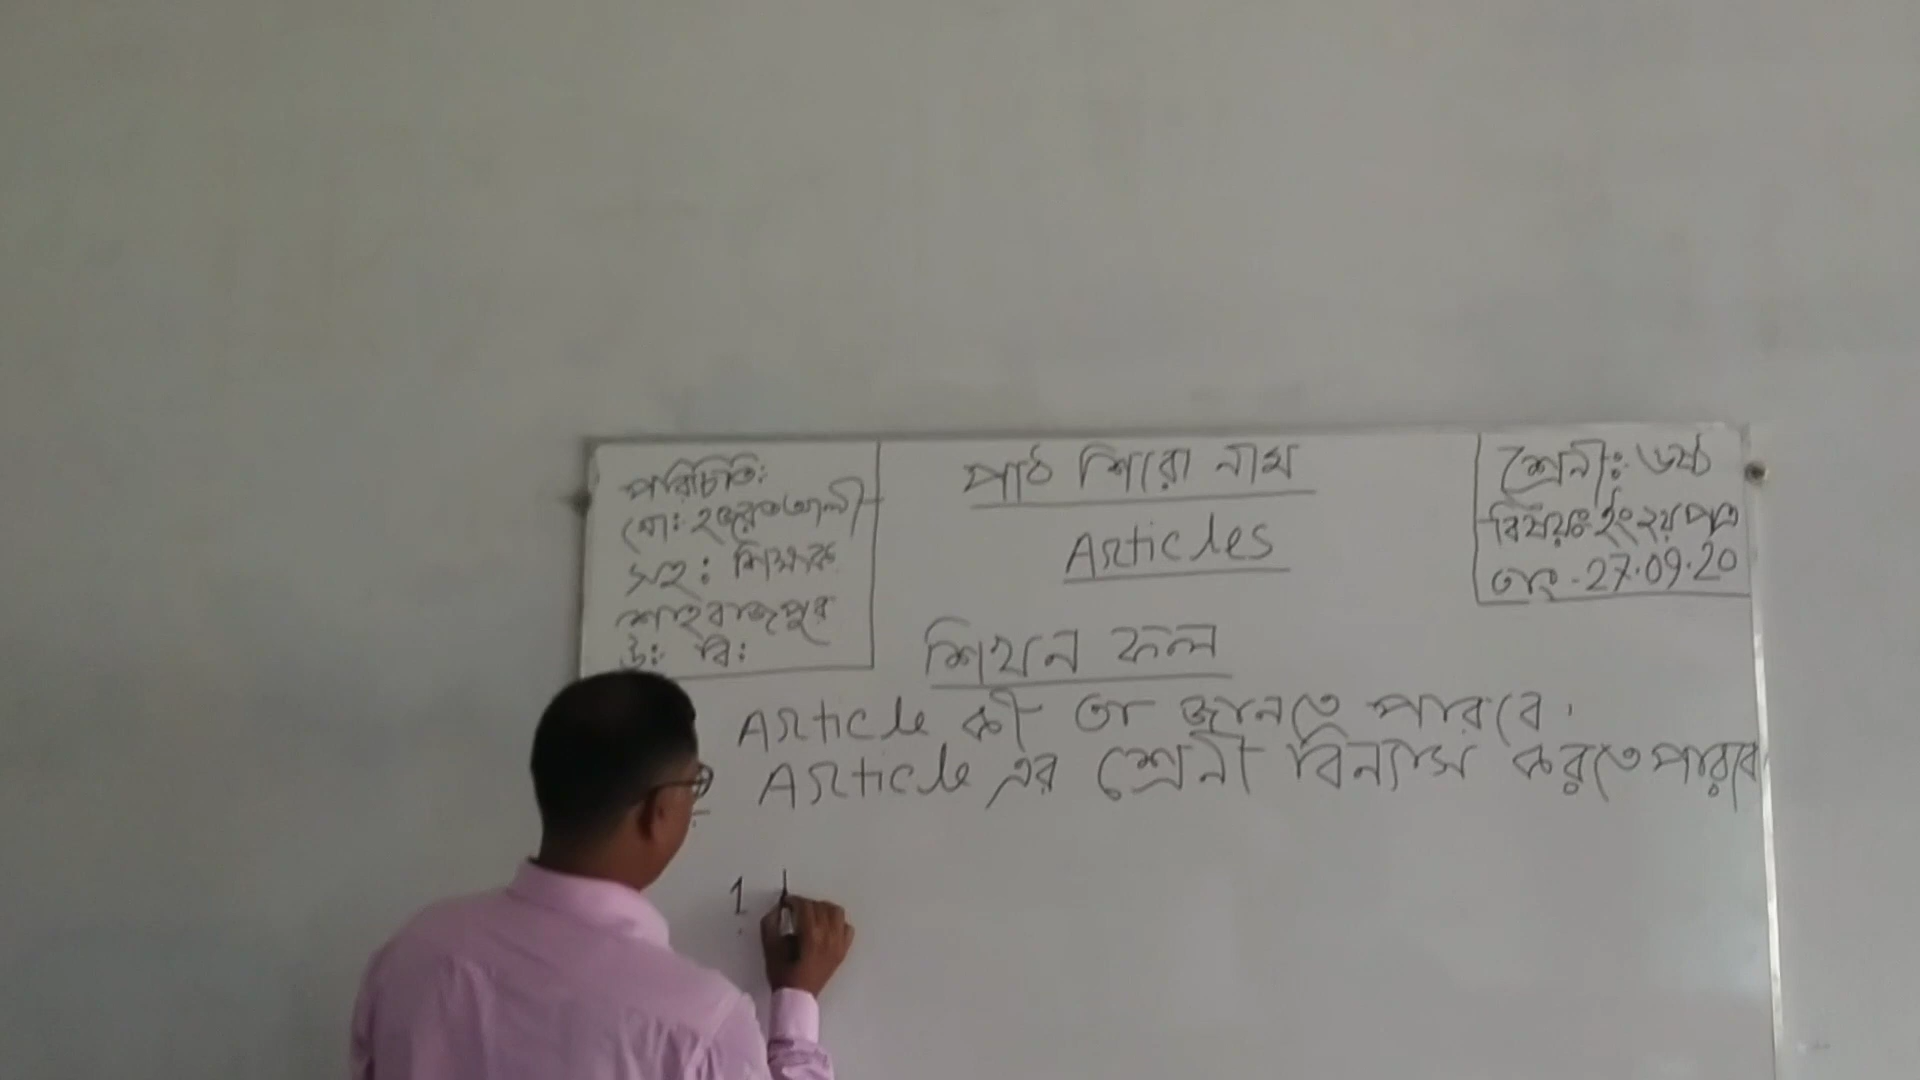 পরিচিতি:
মো: হজরত আলী
সহ: শিক্ষক
শাহবাজপুর
উ: বি:
পাঠ শিরো নাম
Articles
শ্রেনী: ৬ষ্ঠ
বিষয়ঃ ইং ২য় পত্র
তাং - 27.09.20
শিখন ফল
Article কী তা জানতে পারবে।
Article এর শ্রেনী বিন্যাস করতে পারবে
1